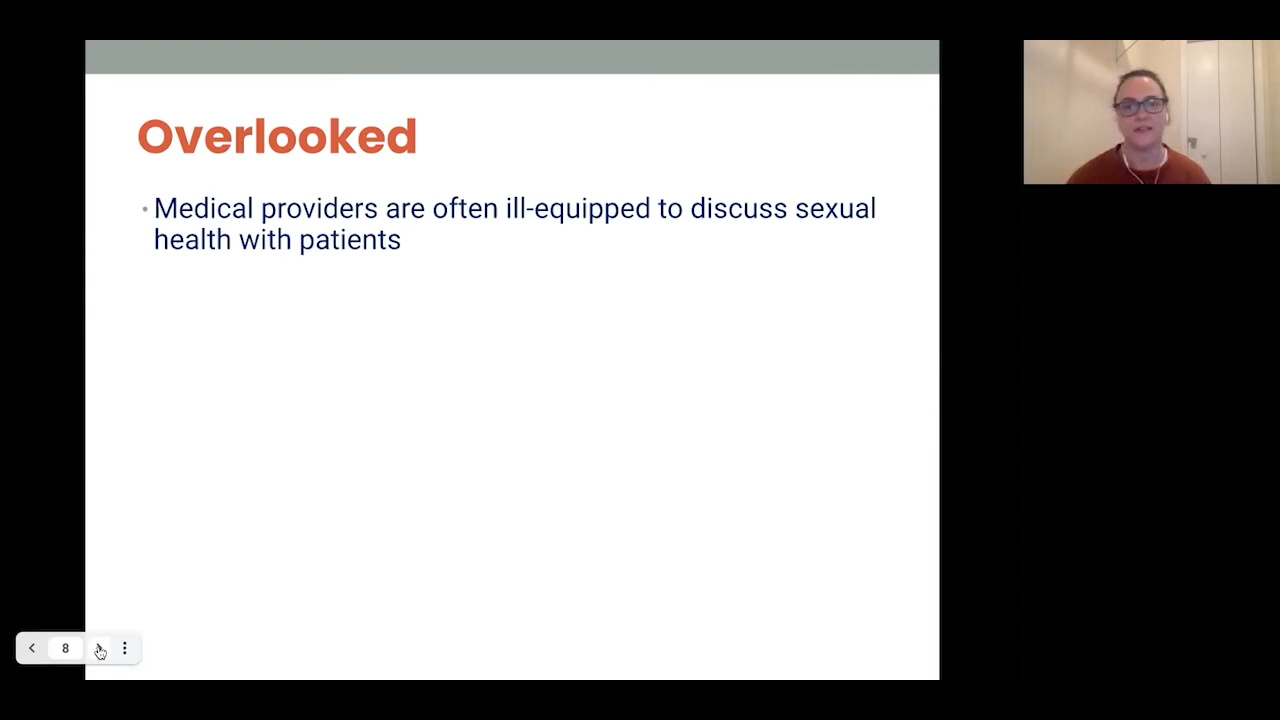 Overlooked
• Medical providers are often ill-equipped to discuss sexual
health with patients
8